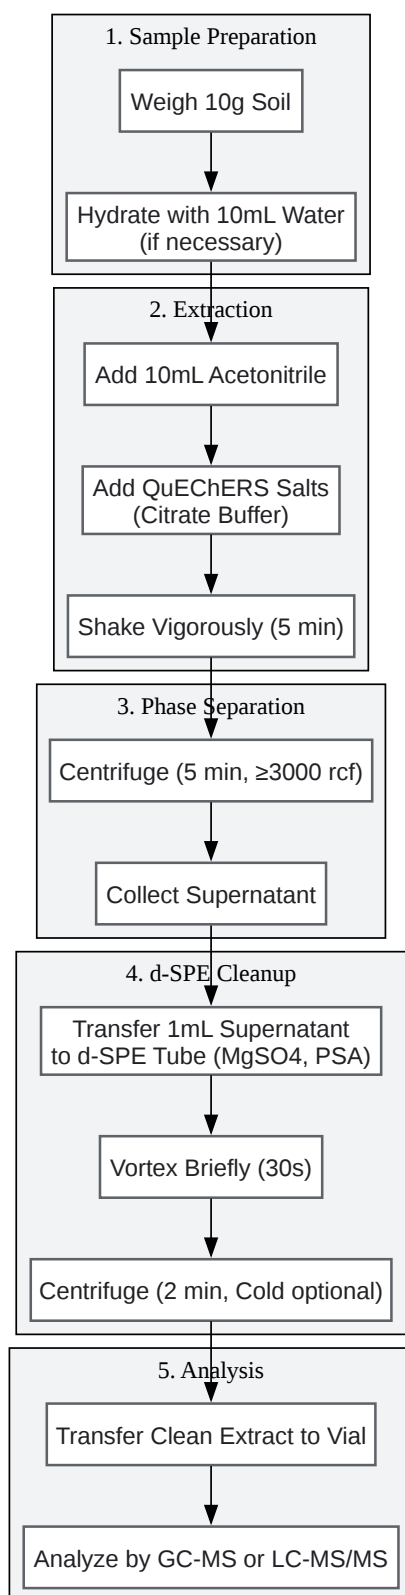 1. Sample Preparation
Weigh 10g Soil
Hydrate with 10mL Water
(if necessary)
2. Extraction
Add 10mL Acetonitrile
Add QuEChERS Salts
(Citrate Buffer)
Shake Vigorously (5 min)
3. Phase Separation
Centrifuge (5 min, ≥3000 rcf)
Collect Supernatant
4. d-SPE Cleanup
Transfer 1mL Supernatant
to d-SPE Tube (MgSO4, PSA)
Vortex Briefly (30s)
Centrifuge (2 min, Cold optional)
5. Analysis
Transfer Clean Extract to Vial
Analyze by GC-MS or LC-MS/MS